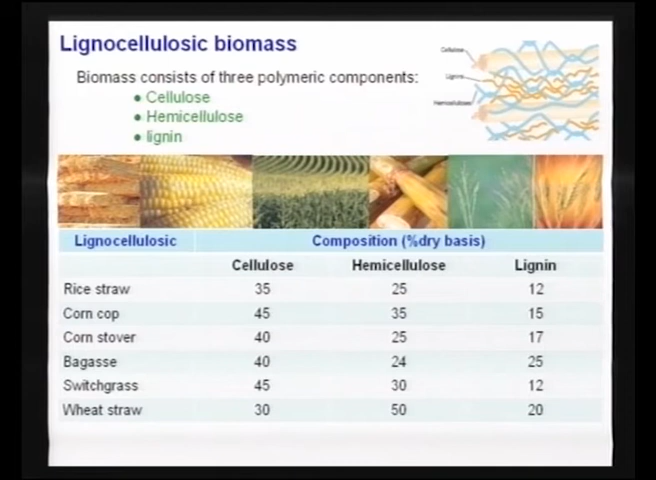 Lignocellulosic biomass
Biomass consists of three polymeric components:
• Cellulose
• Hemicellulose
• lignin
Cellulose
Lignin
Hemicellulose
Lignocellulosic Composition (%dry basis)
Cellulose Hemicellulose Lignin
Rice straw 35 25 12
Corn cop 45 35 15
Corn stover 40 25 17
Bagasse 40 24 25
Switchgrass 45 30 12
Wheat straw 30 50 20